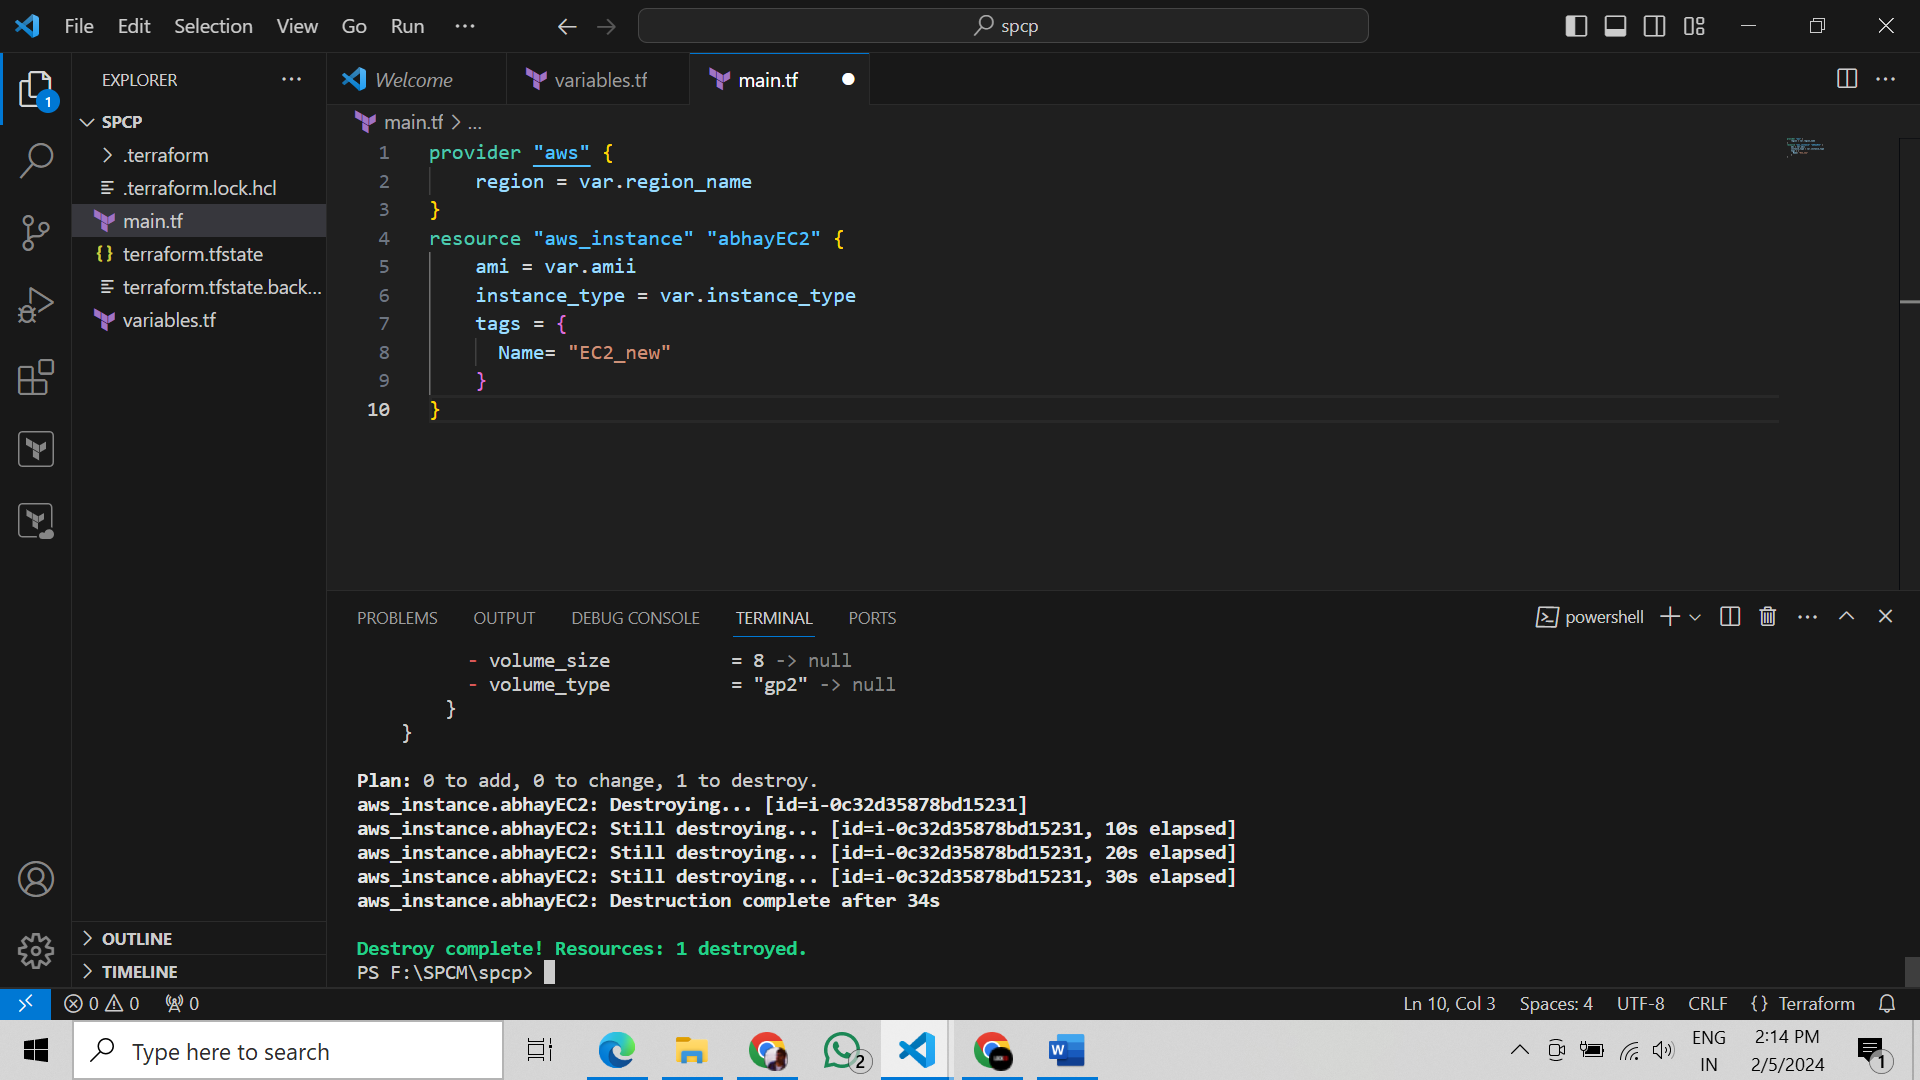 File Edit Selection View Go Run ···
spcp
EXPLORER ···
1
SPCP
.terraform
.terraform.lock.hcl
main.tf
terraform.tfstate
terraform.tfstate.back...
variables.tf
OUTLINE
TIMELINE
Welcome variables.tf main.tf
main.tf > ...
1 provider "aws" {
2     region = var.region_name
3 }
4 resource "aws_instance" "abhayEC2" {
5     ami = var.amii
6     instance_type = var.instance_type
7     tags = {
8       Name= "EC2_new"
9     }
10 }
PROBLEMS OUTPUT DEBUG CONSOLE TERMINAL PORTS
powershell
- volume_size           = 8 -> null
- volume_type           = "gp2" -> null
}
}
Plan: 0 to add, 0 to change, 1 to destroy.
aws_instance.abhayEC2: Destroying... [id=i-0c32d35878bd15231]
aws_instance.abhayEC2: Still destroying... [id=i-0c32d35878bd15231, 10s elapsed]
aws_instance.abhayEC2: Still destroying... [id=i-0c32d35878bd15231, 20s elapsed]
aws_instance.abhayEC2: Still destroying... [id=i-0c32d35878bd15231, 30s elapsed]
aws_instance.abhayEC2: Destruction complete after 34s
Destroy complete! Resources: 1 destroyed.
PS F:\SPCM\spcp>
0 0 0
Ln 10, Col 3 Spaces: 4 UTF-8 CRLF {} Terraform
Type here to search
2
ENG
IN
2:14 PM
2/5/2024
1